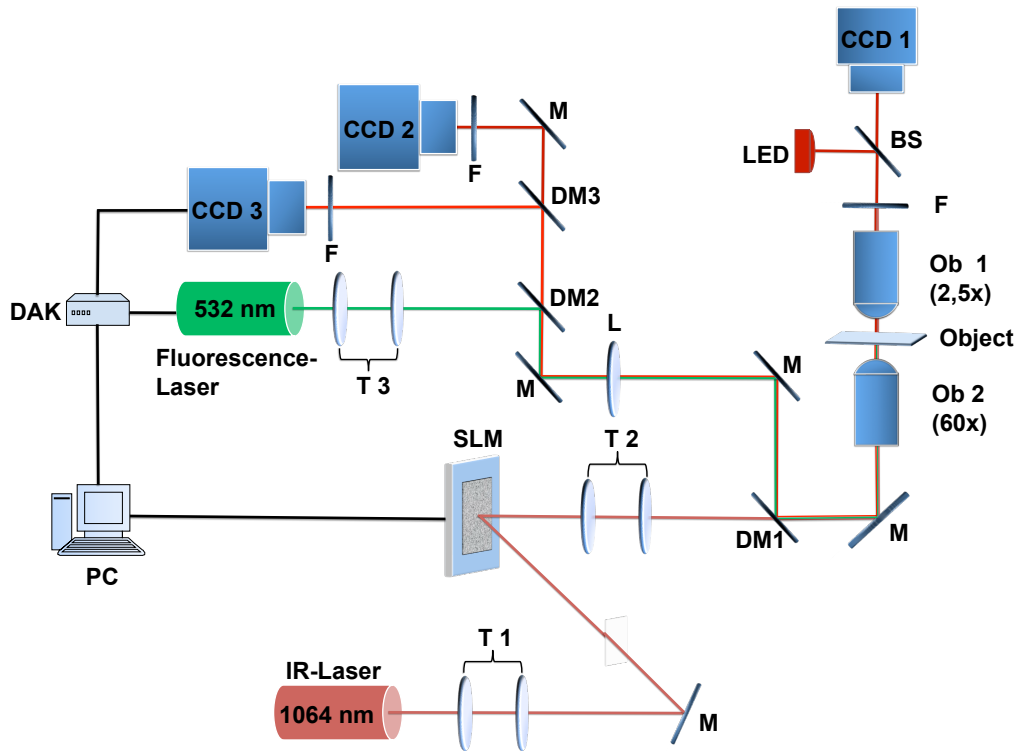 CCD 1
M
CCD 2
LED
BS
F
DM3
CCD 3
F
F
Ob 1
(2,5x)
DAK
532 nm
DM2
L
Object
Fluorescence-
Laser
T 3
M
M
Ob 2
(60x)
SLM
T 2
DM1
M
PC
T 1
IR-Laser
1064 nm
M